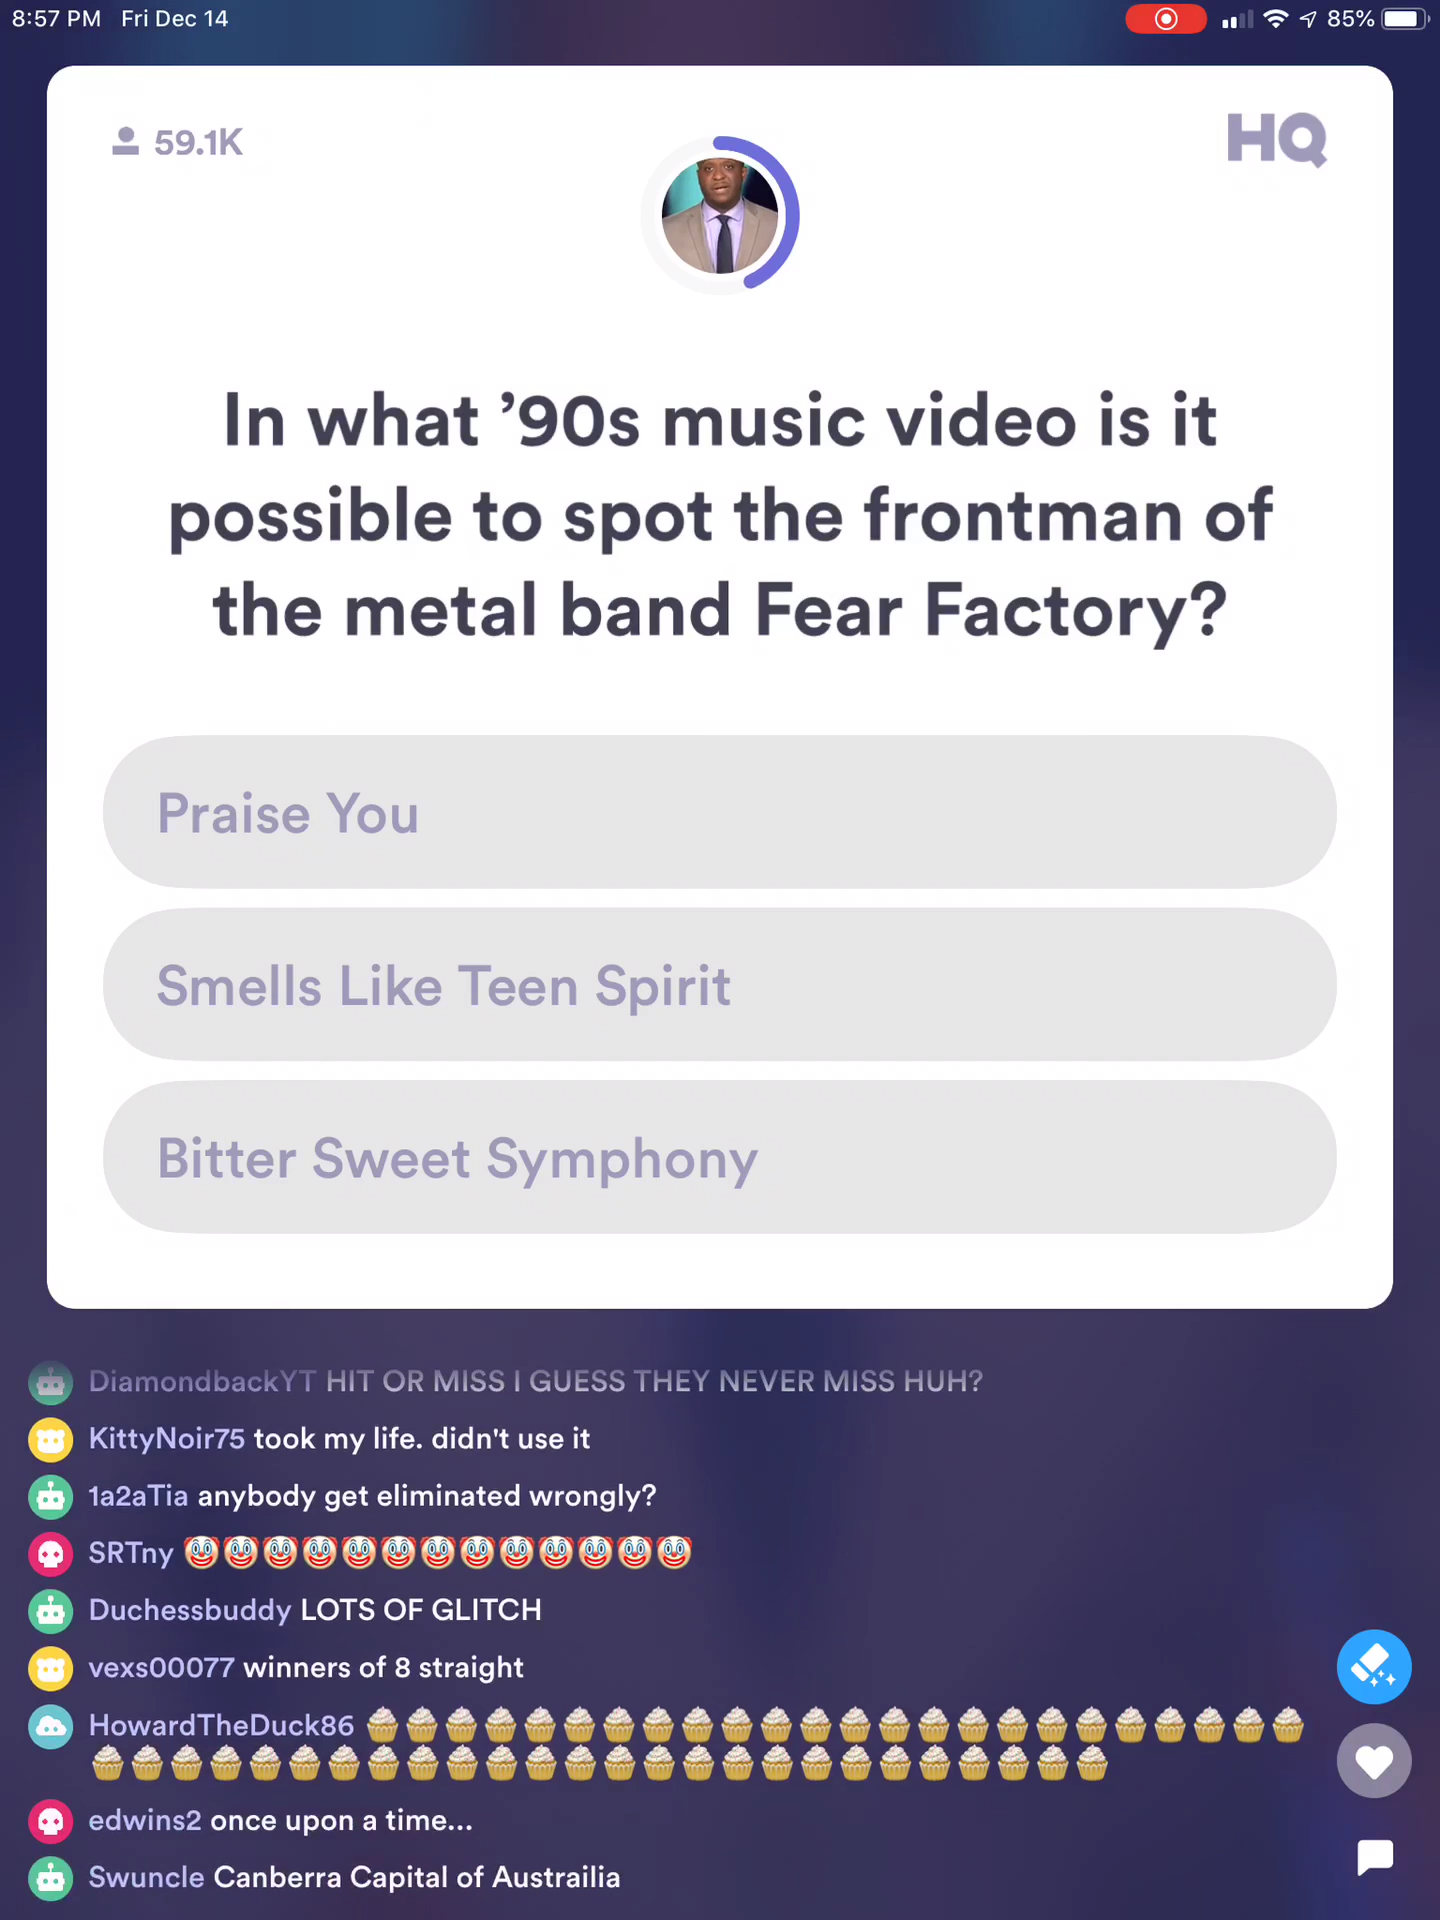 8:57 PM Fri Dec 14 85%
59.1K HQ
In what ’90s music video is it
possible to spot the frontman of
the metal band Fear Factory?
Praise You
Smells Like Teen Spirit
Bitter Sweet Symphony
DiamondbackYT HIT OR MISS I GUESS THEY NEVER MISS HUH?
KittyNoir75 took my life. didn't use it
1a2aTia anybody get eliminated wrongly?
SRTny 🤡🤡🤡🤡🤡🤡🤡🤡🤡🤡🤡🤡🤡
Duchessbuddy LOTS OF GLITCH
vexs00077 winners of 8 straight
HowardTheDuck86 🧁🧁🧁🧁🧁🧁🧁🧁🧁🧁🧁🧁🧁🧁🧁🧁🧁🧁🧁🧁🧁🧁🧁🧁
🧁🧁🧁🧁🧁🧁🧁🧁🧁🧁🧁🧁🧁🧁🧁🧁🧁🧁🧁🧁🧁🧁🧁🧁🧁🧁
edwins2 once upon a time...
Swuncle Canberra Capital of Austrailia